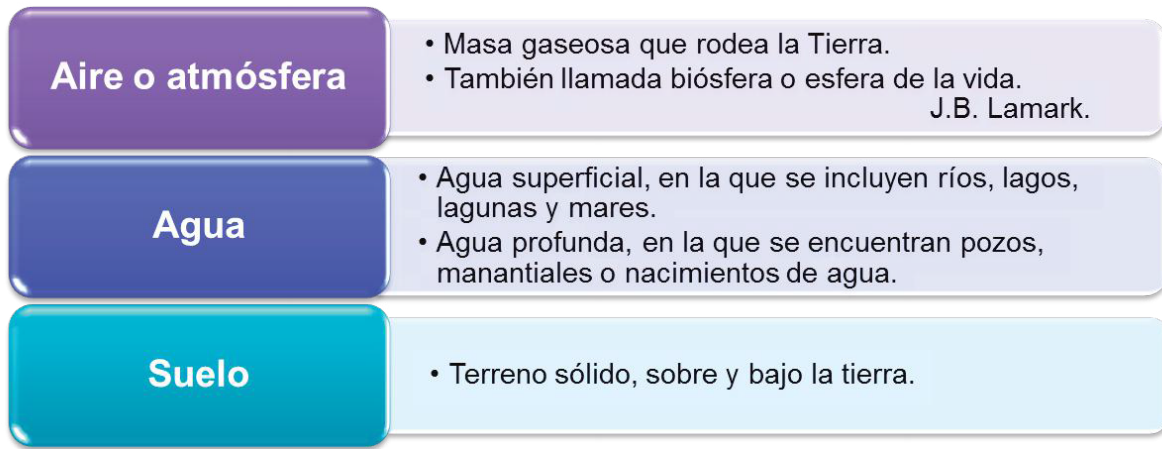 Aire o atmósfera
• Masa gaseosa que rodea la Tierra.
• También llamada biósfera o esfera de la vida.
J.B. Lamark.
Agua
• Agua superficial, en la que se incluyen ríos, lagos,
lagunas y mares.
• Agua profunda, en la que se encuentran pozos,
manantiales o nacimientos de agua.
Suelo
• Terreno sólido, sobre y bajo la tierra.